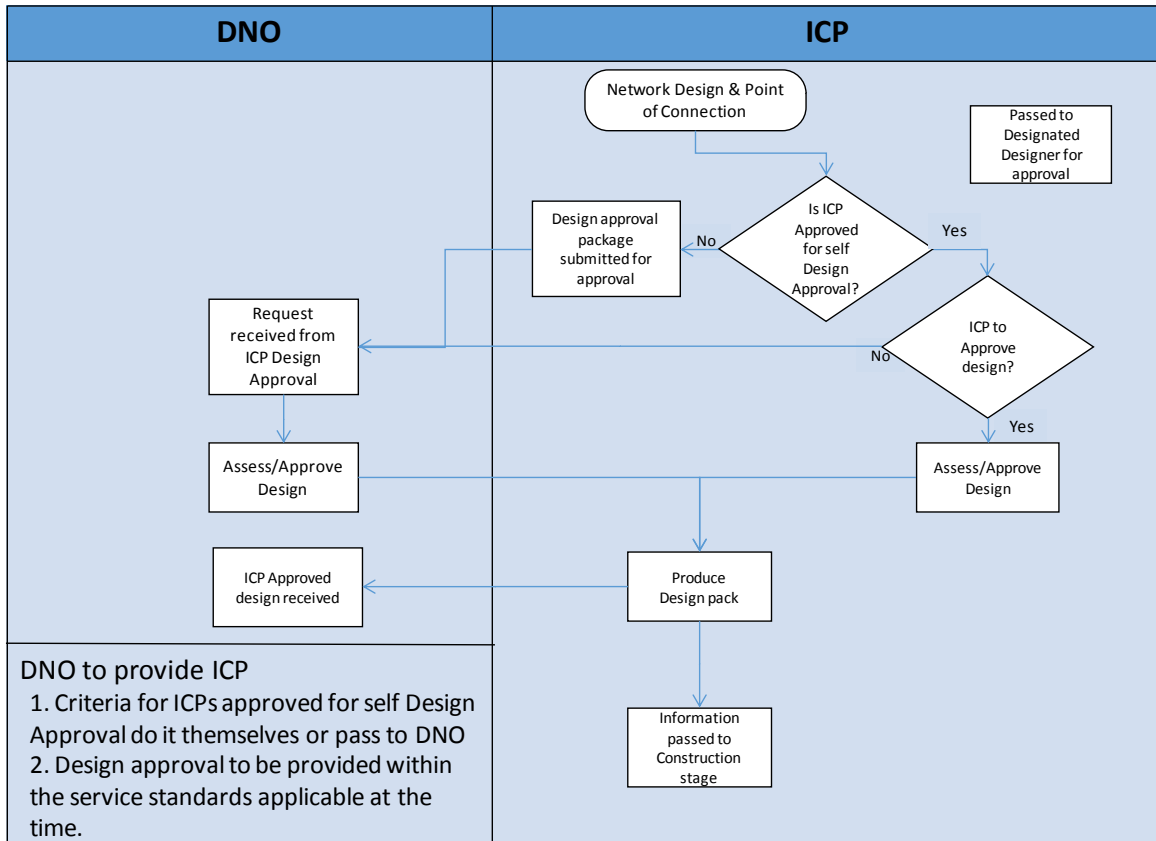 DNO
ICP
Network Design & Point
of Connection
Passed to
Designated
Designer for
approval
Is ICP
Approved
for self
Design
Approval?
No
Yes
Design approval
package
submitted for
approval
Request
received from
ICP Design
Approval
ICP to
Approve
design?
No
Yes
Assess/Approve
Design
Assess/Approve
Design
ICP Approved
design received
Produce
Design pack
Information
passed to
Construction
stage
DNO to provide ICP
1. Criteria for ICPs approved for self Design
Approval do it themselves or pass to DNO
2. Design approval to be provided within
the service standards applicable at the
time.